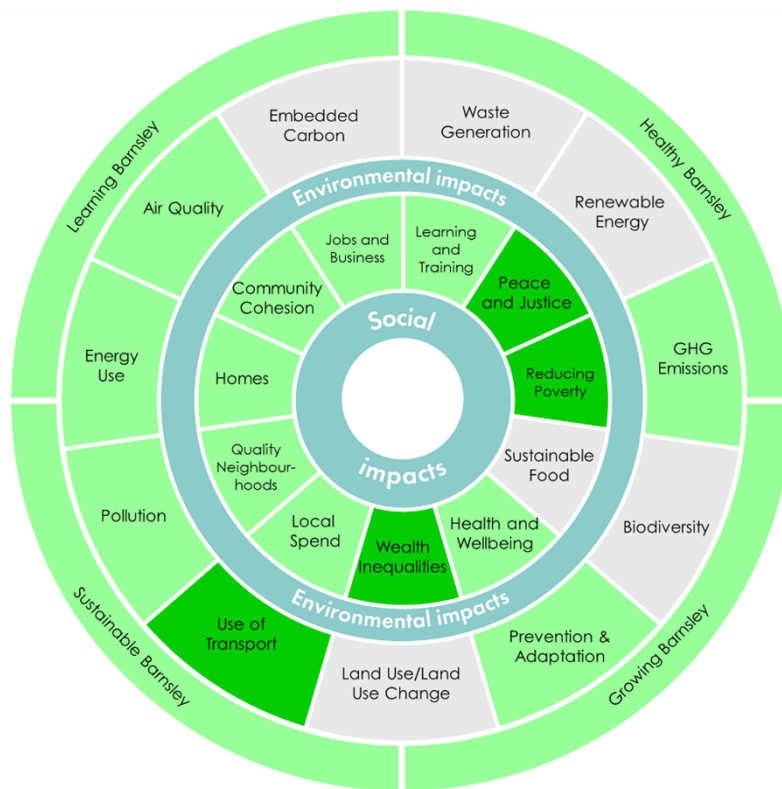 Learning Barnsley
Healthy Barnsley
Growing Barnsley
Sustainable Barnsley
Embedded
Carbon
Waste
Generation
Renewable
Energy
GHG
Emissions
Biodiversity
Prevention &
Adaptation
Land Use/Land
Use Change
Use of
Transport
Pollution
Energy
Use
Air Quality
Environmental impacts
Environmental impacts
Jobs and
Business
Learning
and
Training
Peace
and Justice
Reducing
Poverty
Sustainable
Food
Health and
Wellbeing
Wealth
Inequalities
Local
Spend
Quality
Neighbour-
hoods
Homes
Community
Cohesion
Social
impacts